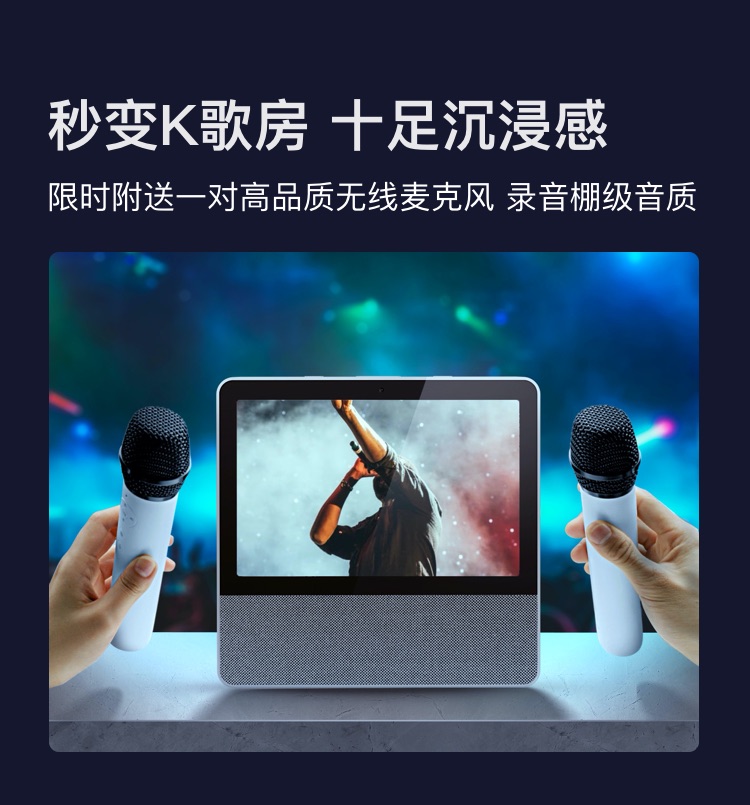 秒变K歌房 十足沉浸感
限时附送一对高品质无线麦克风 录音棚级音质